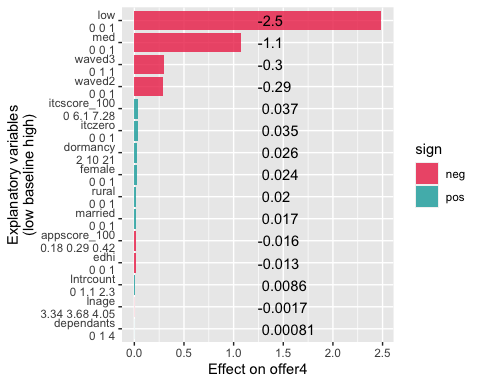 low
0 0 1
-2.5
med
0 0 1
-1.1
waved3
0 1 1
-0.3
waved2
0 0 1
-0.29
itcscore_100
0 6.1 7.28
0.037
itczero
0 0 1
0.035
dormancy
2 10 21
0.026
female
0 0 1
0.024
rural
0 0 1
0.02
married
0 0 1
0.017
appscore_100
0.18 0.29 0.42
-0.016
edhi
0 0 1
-0.013
lntrcount
0 1.1 2.3
0.0086
lnage
3.34 3.68 4.05
-0.0017
dependants
0 1 4
0.00081
Explanatory variables
(low baseline high)
0.0 0.5 1.0 1.5 2.0 2.5
Effect on offer4
sign
neg
pos